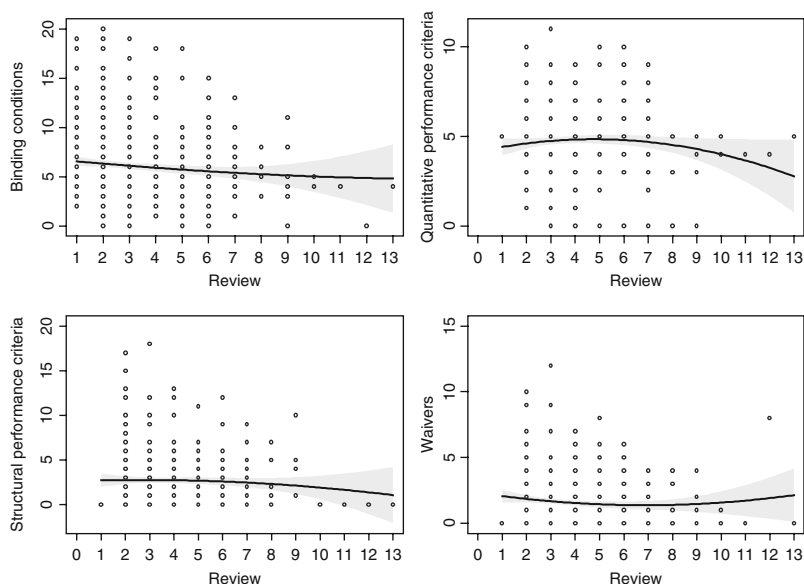 Binding conditions
20
15
10
5
0
1 2 3 4 5 6 7 8 9 10 11 12 13
Review
Quantitative performance criteria
10
5
0
0 1 2 3 4 5 6 7 8 9 10 11 12 13
Review
Structural performance criteria
20
15
10
5
0
0 1 2 3 4 5 6 7 8 9 10 11 12 13
Review
Waivers
15
10
5
0
0 1 2 3 4 5 6 7 8 9 10 11 12 13
Review